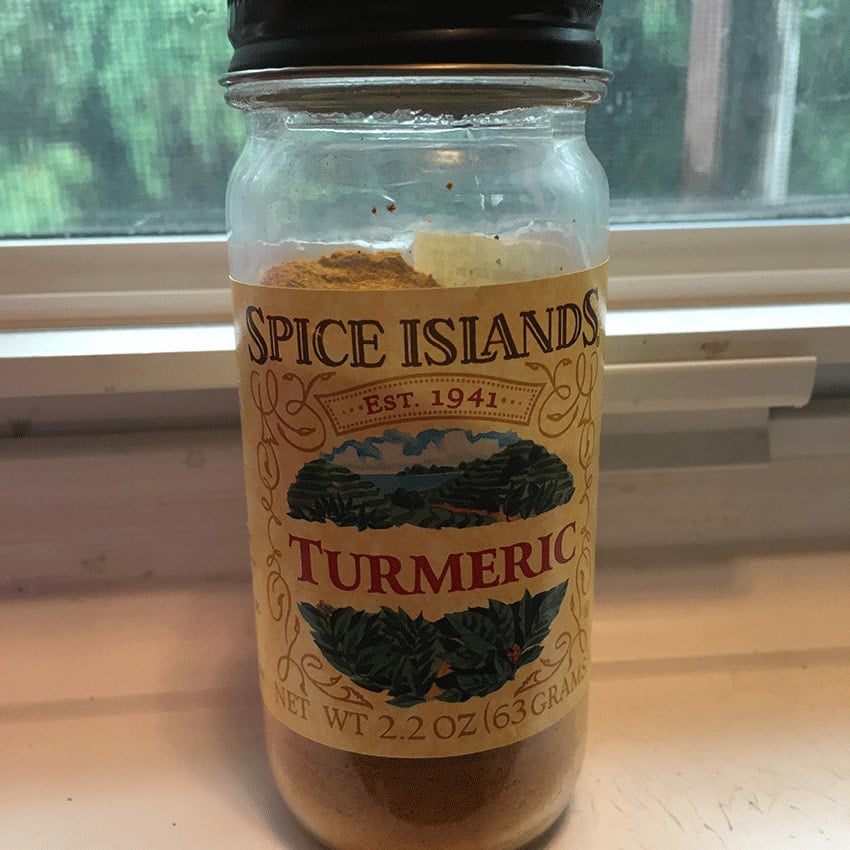 SPICE ISLANDS
EST. 1941
TURMERIC
NET WT 2.2 OZ (63 GRAMS